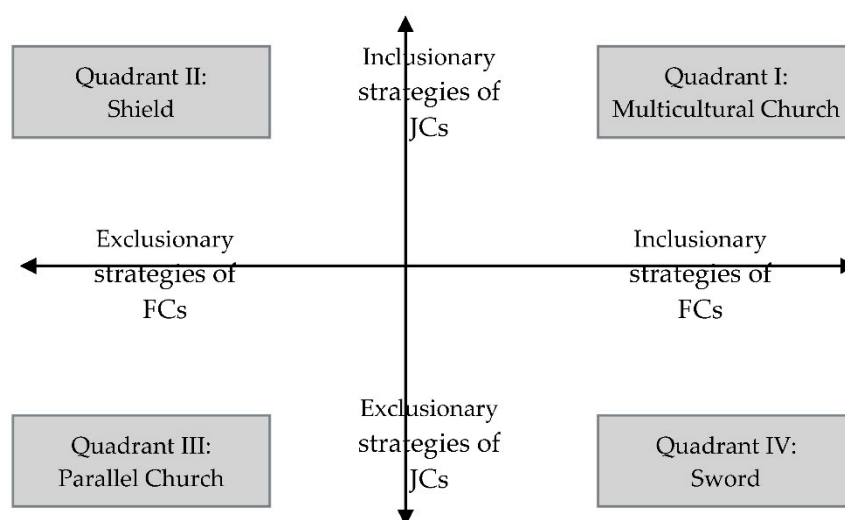 Quadrant II:
Shield
Inclusionary
strategies of
JCs
Quadrant I:
Multicultural Church
Exclusionary
strategies of
FCs
Inclusionary
strategies of
FCs
Quadrant III:
Parallel Church
Exclusionary
strategies of
JCs
Quadrant IV:
Sword